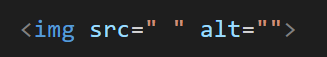 <img src=" " alt="">